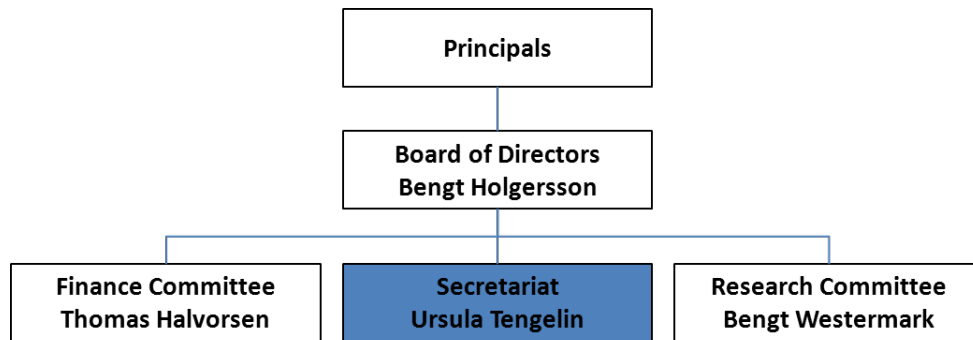 Principals
Board of Directors
Bengt Holgersson
Finance Committee
Thomas Halvorsen
Secretariat
Ursula Tengelin
Research Committee
Bengt Westermark